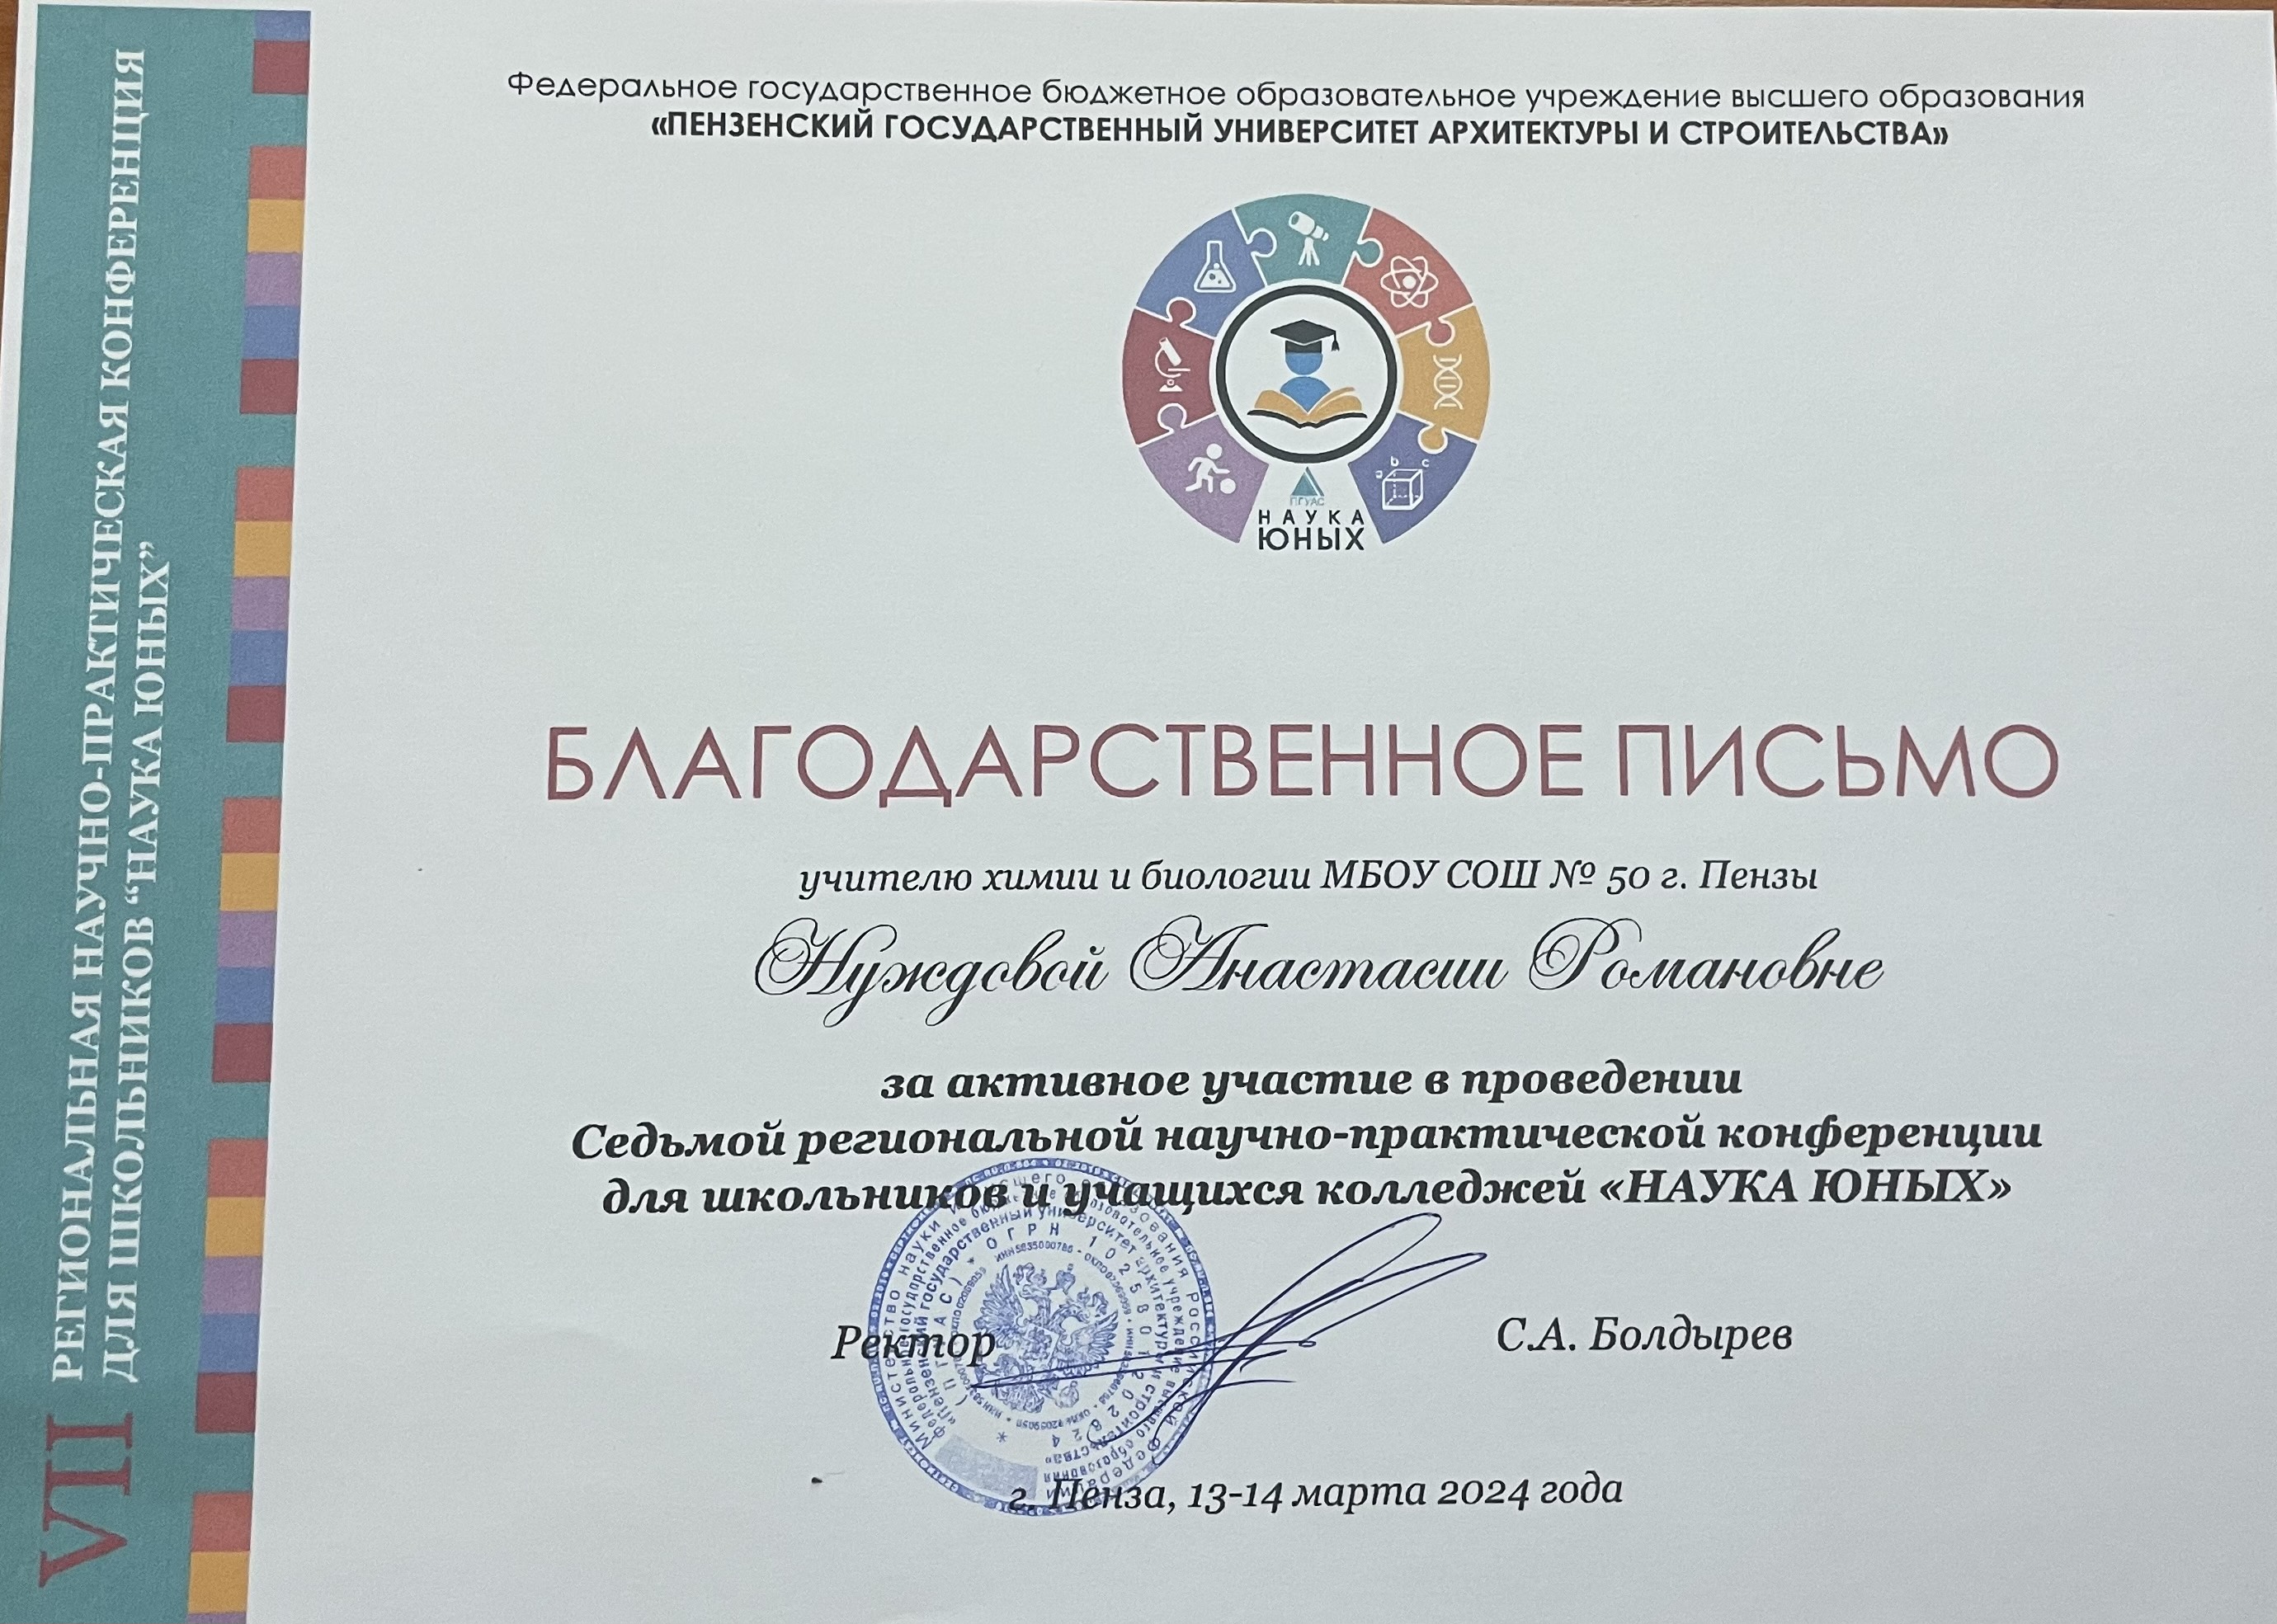 VII РЕГИОНАЛЬНАЯ НАУЧНО-ПРАКТИЧЕСКАЯ КОНФЕРЕНЦИЯ
ДЛЯ ШКОЛЬНИКОВ “НАУКА ЮНЫХ”
Федеральное государственное бюджетное образовательное учреждение высшего образования
«ПЕНЗЕНСКИЙ ГОСУДАРСТВЕННЫЙ УНИВЕРСИТЕТ АРХИТЕКТУРЫ И СТРОИТЕЛЬСТВА»
a b c
ПГУАС
НАУКА
ЮНЫХ
БЛАГОДАРСТВЕННОЕ ПИСЬМО
учителю химии и биологии МБОУ СОШ № 50 г. Пензы
Нуждовой Анастасии Романовне
за активное участие в проведении
Седьмой региональной научно-практической конференции
для школьников и учащихся колледжей «НАУКА ЮНЫХ»
Ректор
С.А. Болдырев
г. Пенза, 13-14 марта 2024 года